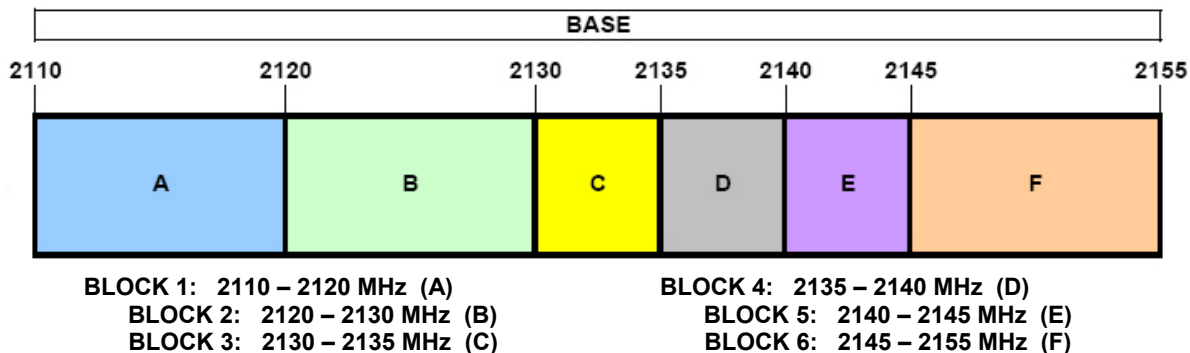 BASE
2110 2120 2130 2135 2140 2145 2155
A B C D E F
BLOCK 1: 2110 – 2120 MHz (A)
BLOCK 2: 2120 – 2130 MHz (B)
BLOCK 3: 2130 – 2135 MHz (C)
BLOCK 4: 2135 – 2140 MHz (D)
BLOCK 5: 2140 – 2145 MHz (E)
BLOCK 6: 2145 – 2155 MHz (F)